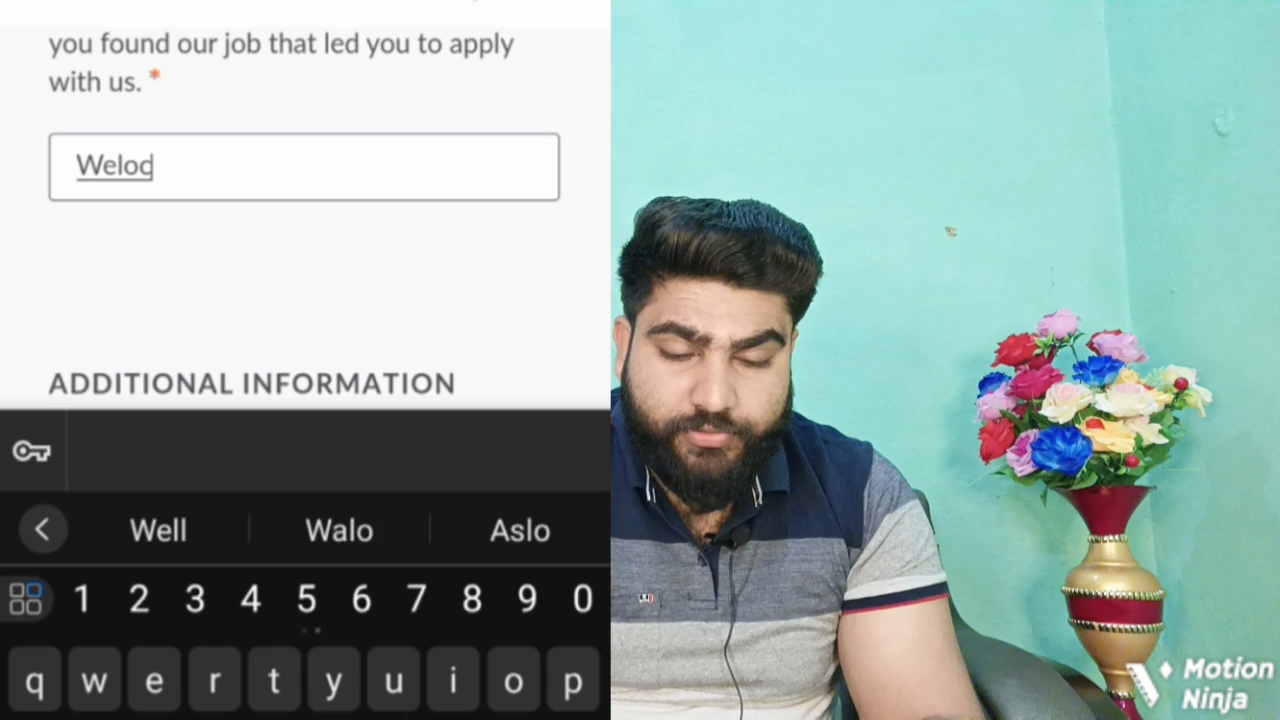 you found our job that led you to apply
with us. *
Weloc
ADDITIONAL INFORMATION
Well Walo Aslo
1 2 3 4 5 6 7 8 9 0
q w e r t y u i o p
Motion
Ninja